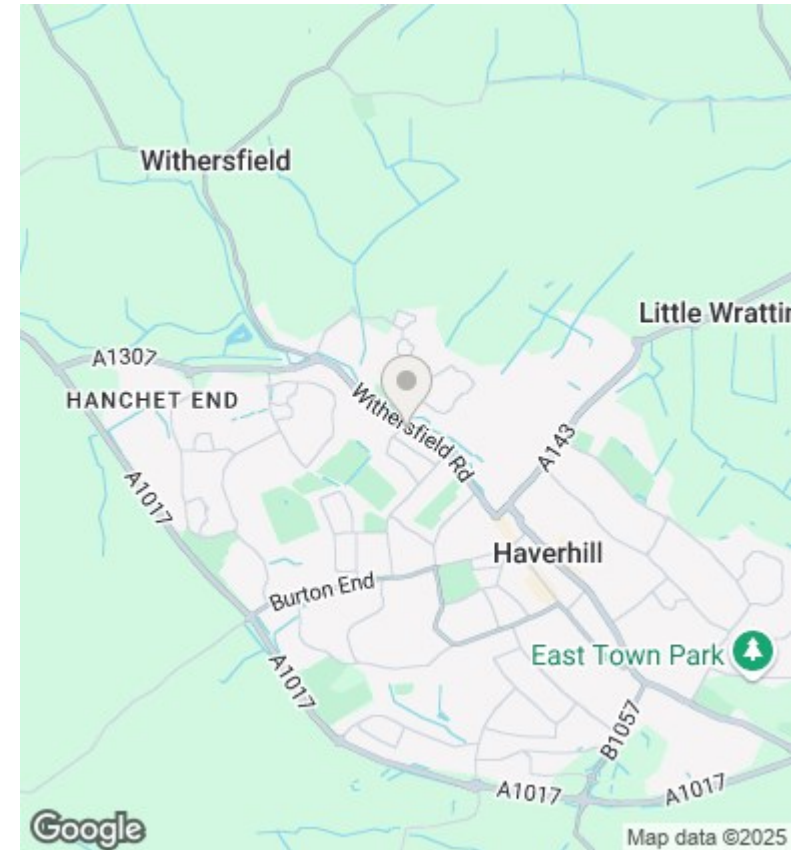 Withersfield
Little Wrattin
A1307
HANCHET END
Withersfield Rd
A143
A1017
Haverhill
Burton End
East Town Park
A1017
B1057
A1017
A1017
Google
Map data ©2025